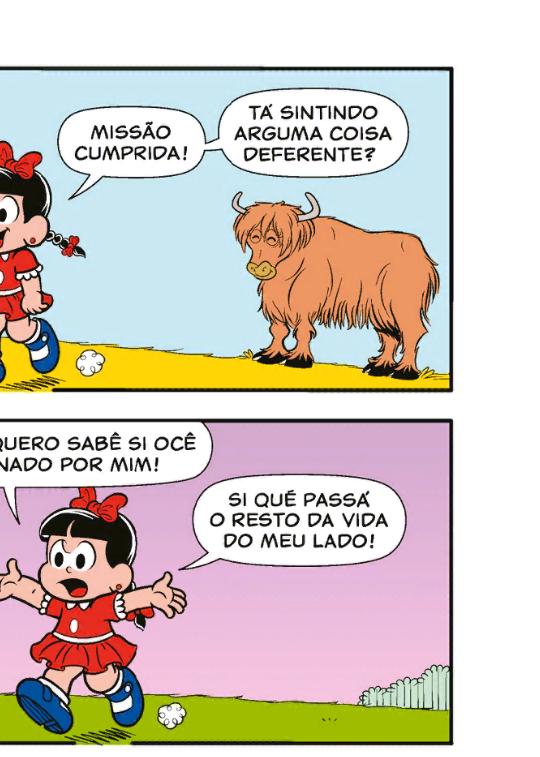 MISSÃO
CUMPRIDA!
TÁ SINTINDO
ARGUMA COISA
DEFERENTE?
QUERO SABÊ SI OCÊ
POR MIM!
SI QUÉ PASSÁ
O RESTO DA VIDA
DO MEU LADO!